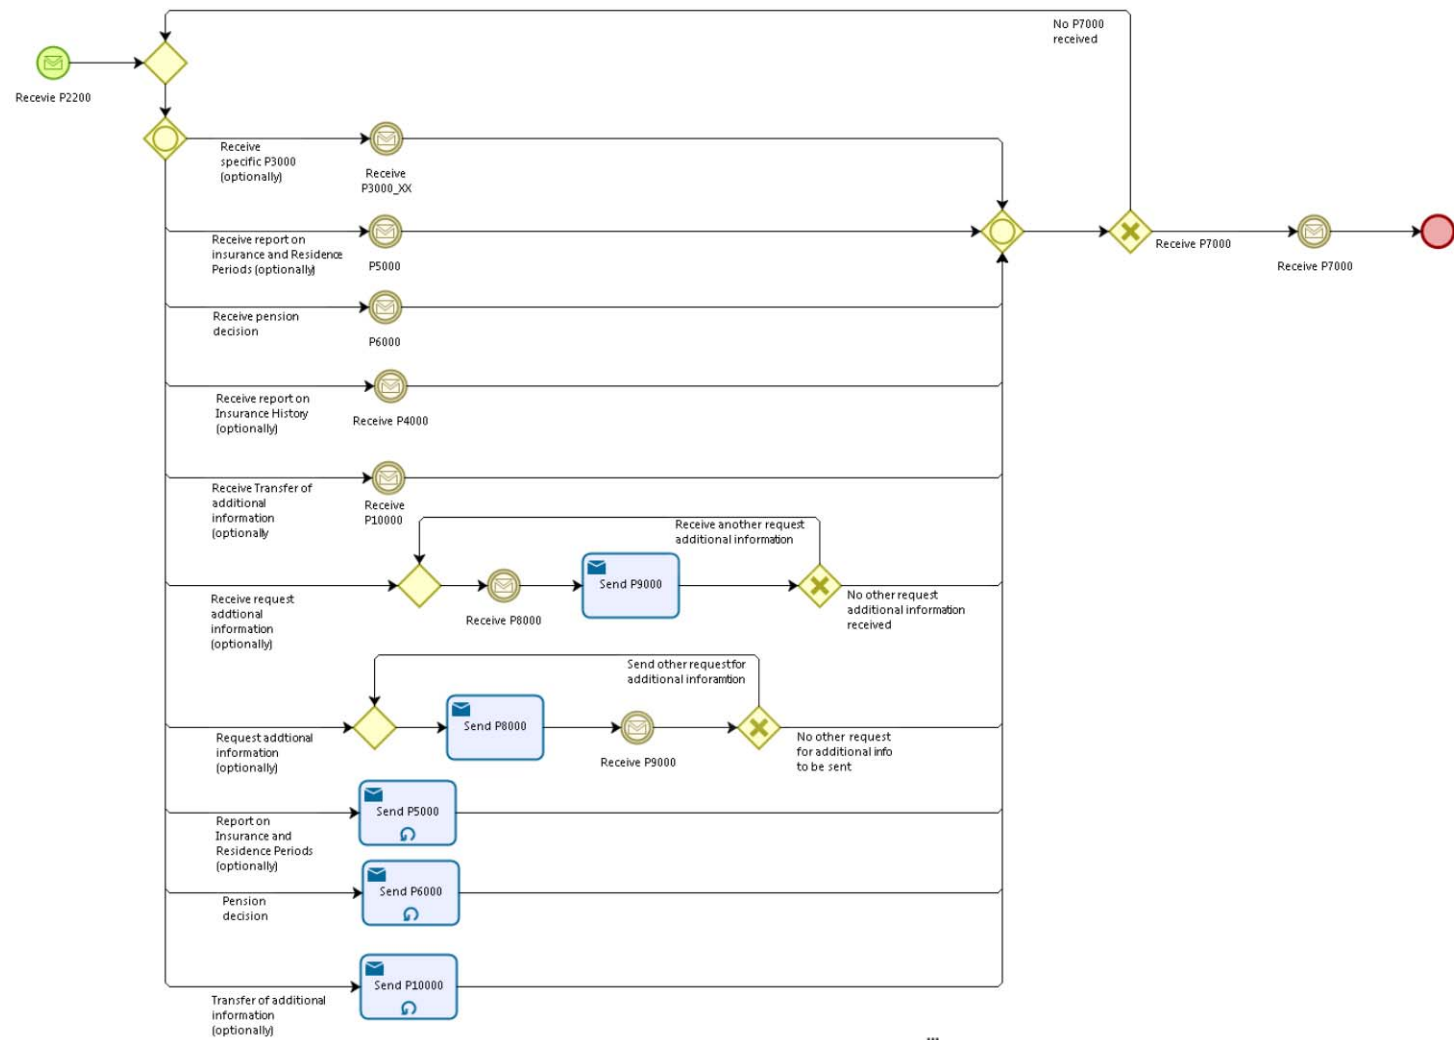 No P7000
received
Recevie P2200
Receive
specific P3000
(optionally)
Receive
P3000_XX
Receive report on
insurance and Residence
Periods (optionally)
P5000
Receive P7000
Receive P7000
Receive pension
decision
P6000
Receive report on
Insurance History
(optionally)
Receive P4000
Receive Transfer of
additional
information
(optionally
Receive
P10000
Receive another request
additional information
Receive request
addtional
information
(optionally)
Receive P8000
Send P9000
No other request
additional information
received
Send other request for
additional inforamtion
Request addtional
information
(optionally)
Send P8000
Receive P9000
No other request
for additional info
to be sent
Report on
Insurance and
Residence Periods
(optionally)
Send P5000
Pension
decision
Send P6000
Transfer of additional
information
(optionally)
Send P10000
...